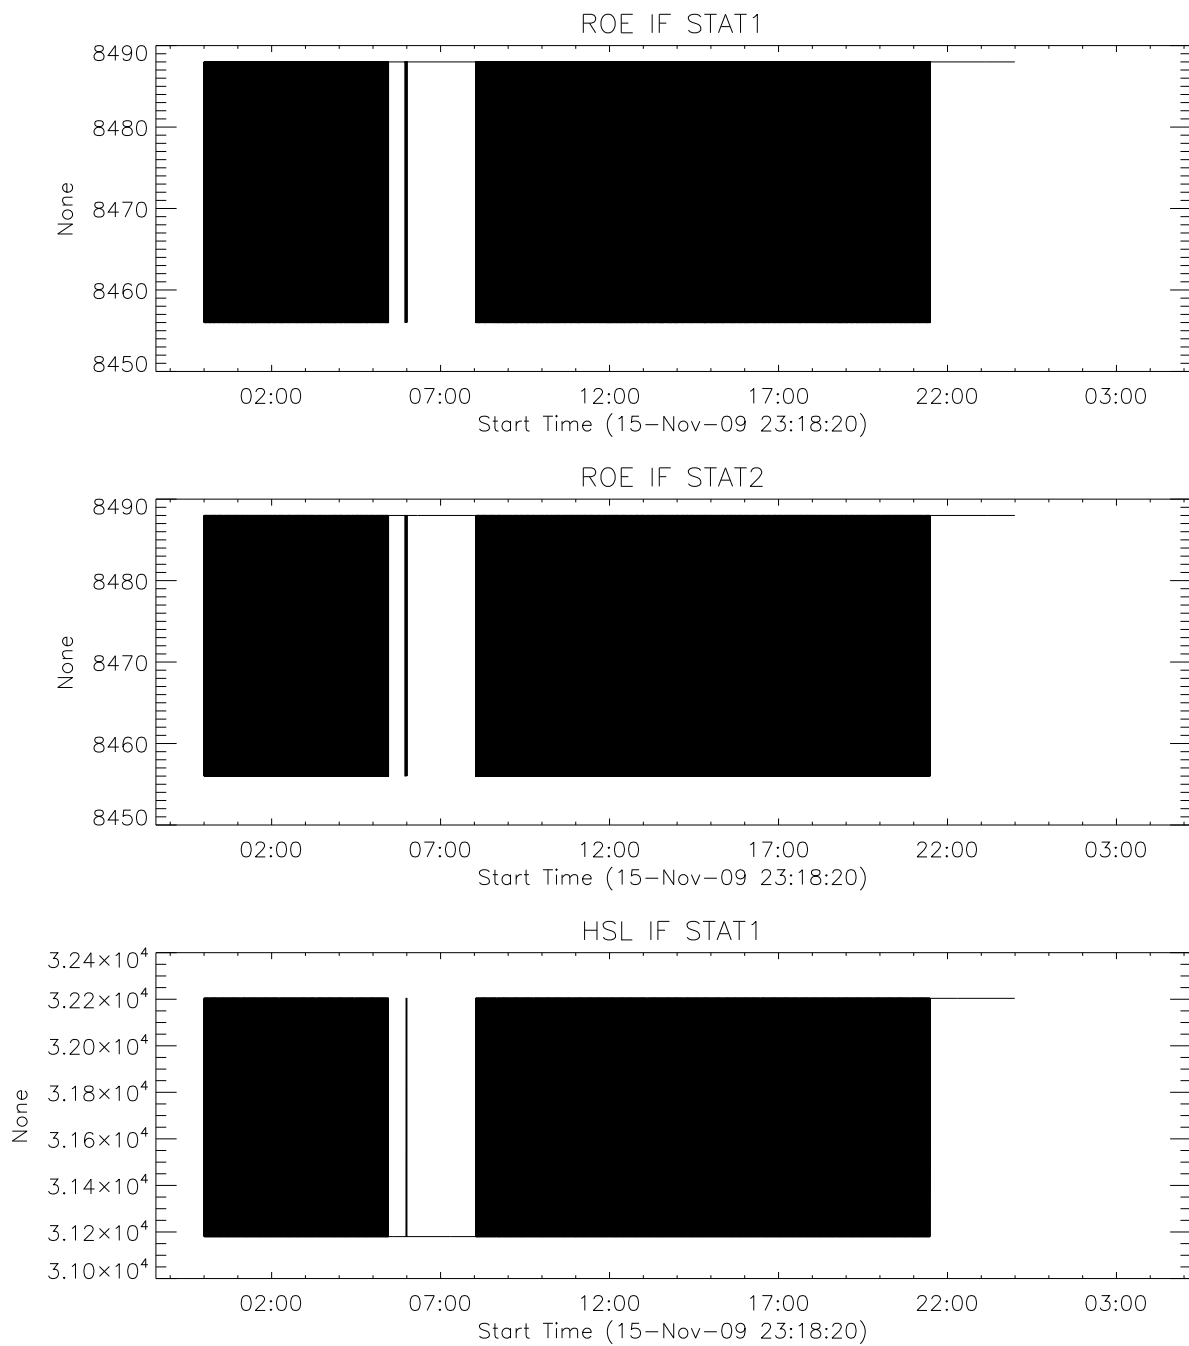 ROE IF STAT1
8490
8480
8470
8460
8450
None
02:00 07:00 12:00 17:00 22:00 03:00
Start Time (15-Nov-09 23:18:20)
ROE IF STAT2
8490
8480
8470
8460
8450
None
02:00 07:00 12:00 17:00 22:00 03:00
Start Time (15-Nov-09 23:18:20)
HSL IF STAT1
3.24×10⁴
3.22×10⁴
3.20×10⁴
3.18×10⁴
3.16×10⁴
3.14×10⁴
3.12×10⁴
3.10×10⁴
None
02:00 07:00 12:00 17:00 22:00 03:00
Start Time (15-Nov-09 23:18:20)